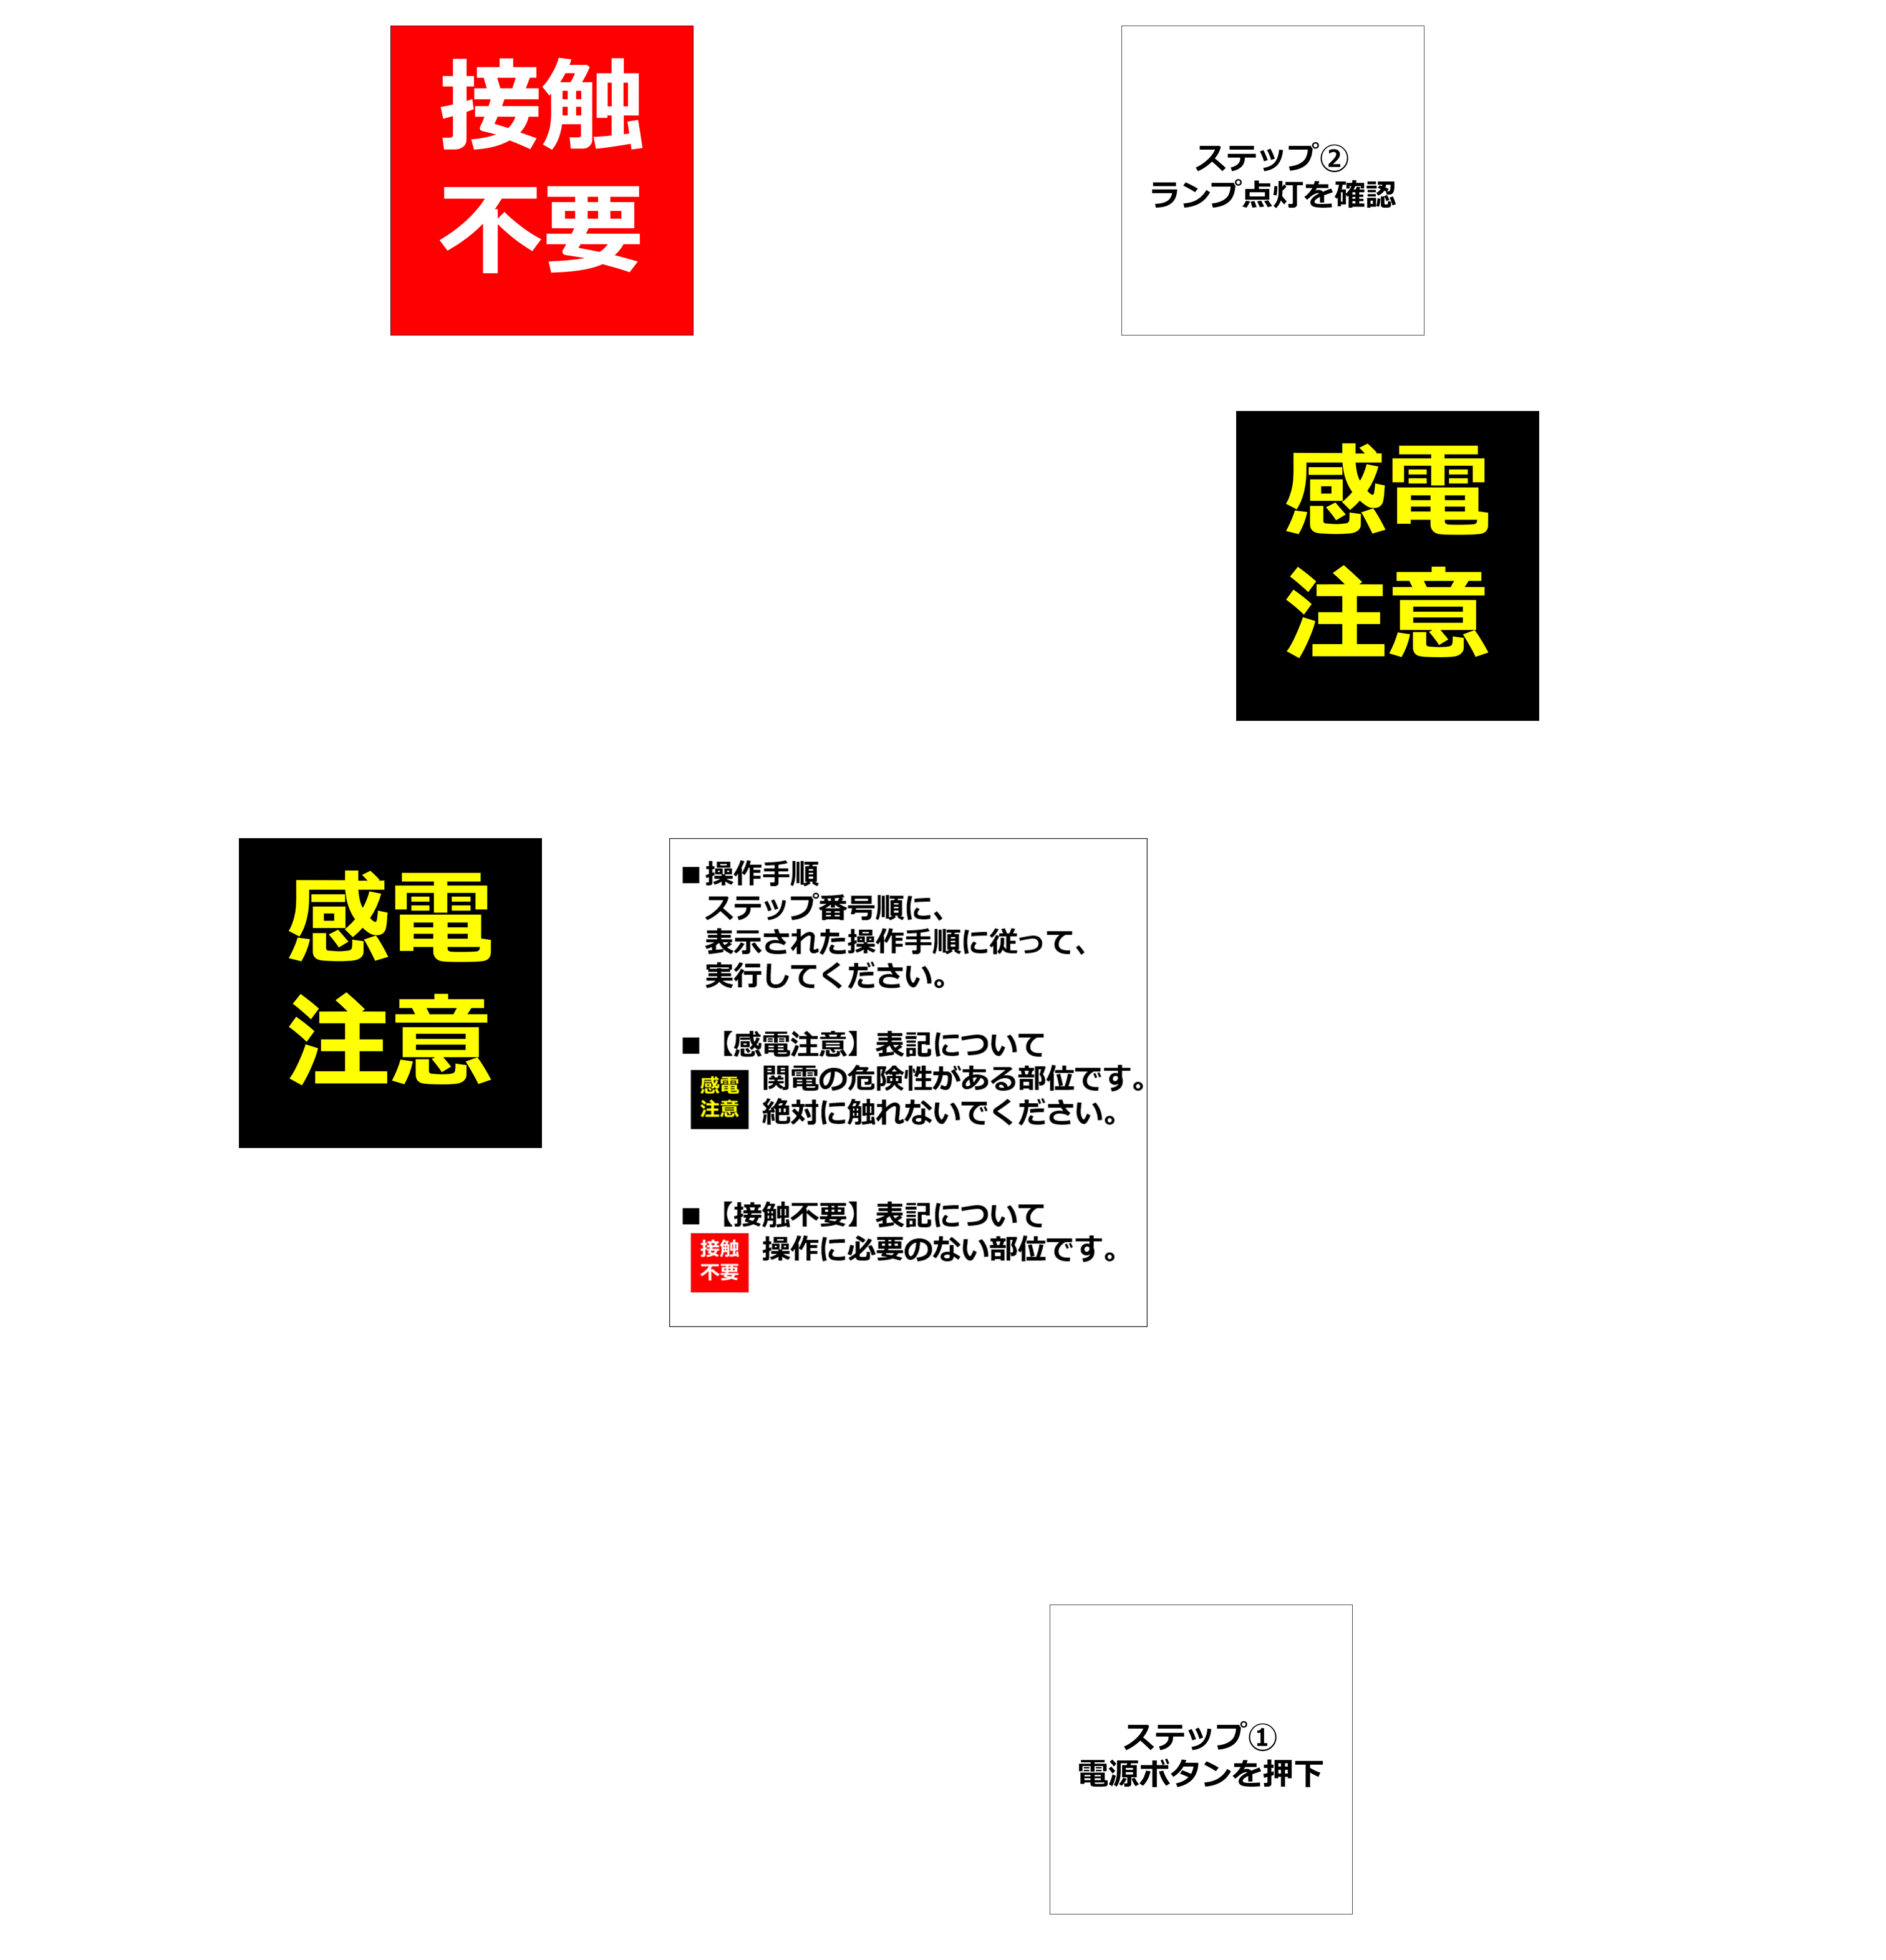 接触
不要
ステップ②
ランプ点灯を確認
感電
注意
感電
注意
■操作手順
ステップ番号順に、
表示された操作手順に従って、
実行してください。
■【感電注意】表記について
感電
注意
関電の危険性がある部位です。
絶対に触れないでください。
■【接触不要】表記について
接触
不要
操作に必要のない部位です。
ステップ①
電源ボタンを押下